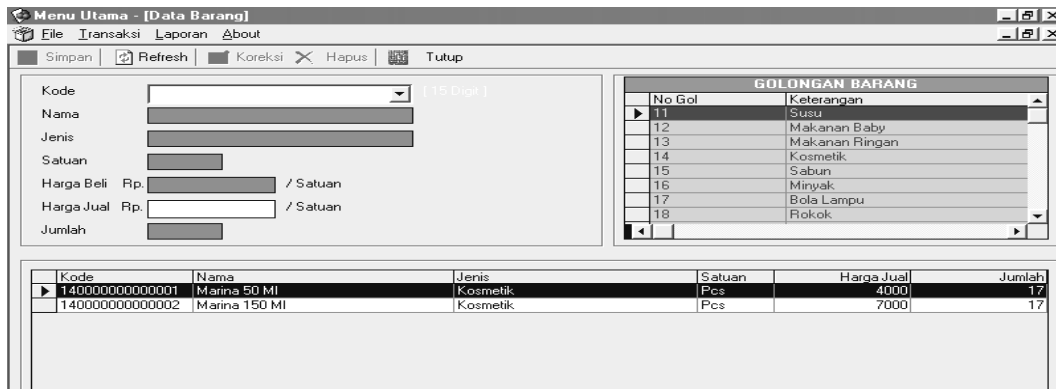 Menu Utama - [Data Barang]
File Transaksi Laporan About
Simpan Refresh Koreksi Hapus Tutup
Kode [ 15 Digit ]
Nama
Jenis
Satuan
Harga Beli Rp. / Satuan
Harga Jual Rp. / Satuan
Jumlah
GOLONGAN BARANG
No Gol Keterangan
11 Susu
12 Makanan Baby
13 Makanan Ringan
14 Kosmetik
15 Sabun
16 Minyak
17 Bola Lampu
18 Rokok
Kode Nama Jenis Satuan Harga Jual Jumlah
140000000000001 Marina 50 Ml Kosmetik Pcs 4000 17
140000000000002 Marina 150 Ml Kosmetik Pcs 7000 17